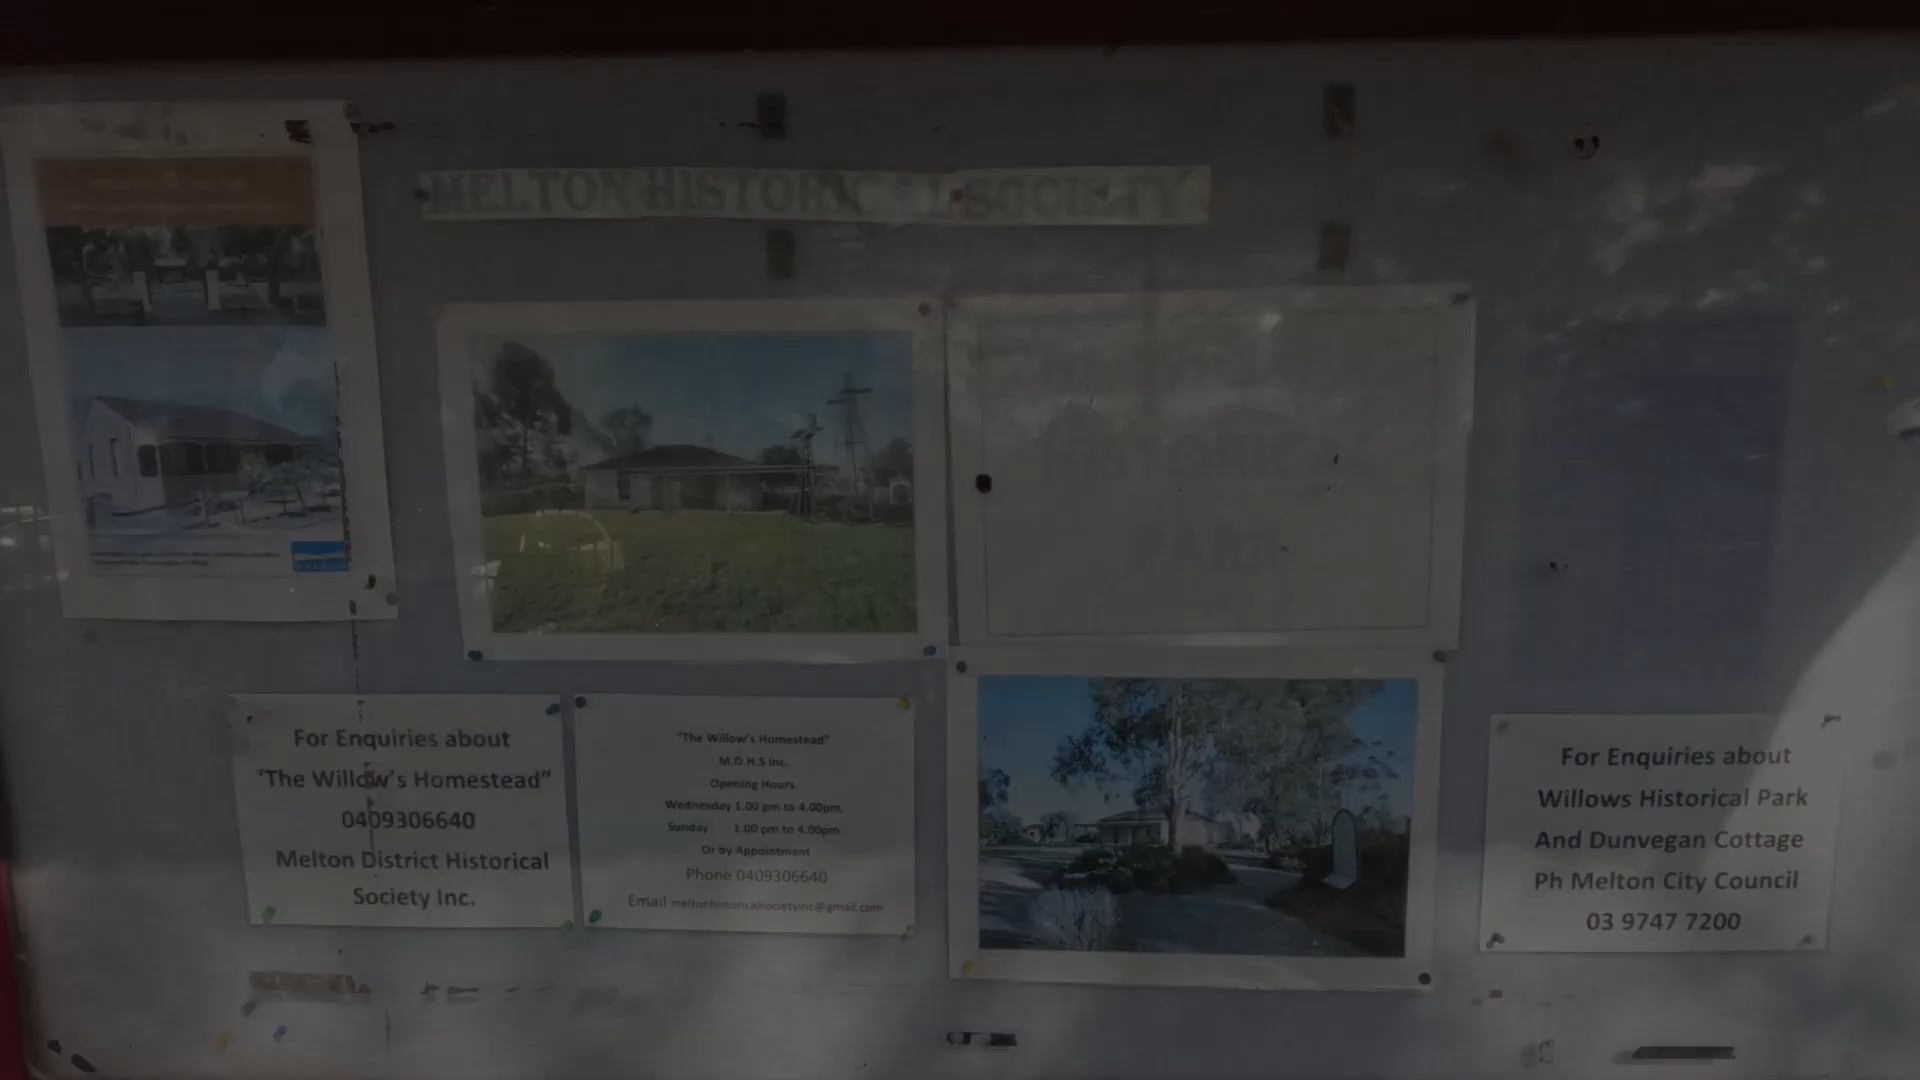 MELTON HISTORIC L SOCIETY
HISTORICAL
PARK
For Enquiries about
'The Willow's Homestead"
0409306640
Melton District Historical
Society Inc.
"The Willow's Homestead"
M.D.H.S Inc.
Opening Hours.
Wednesday 1.00 pm to 4.00pm.
Sunday 1.00 pm to 4.00pm.
Or by Appointment
Phone 0409306640
Email meltonhistoricalsocietyinc@gmail.com
For Enquiries about
Willows Historical Park
And Dunvegan Cottage
Ph Melton City Council
03 9747 7200